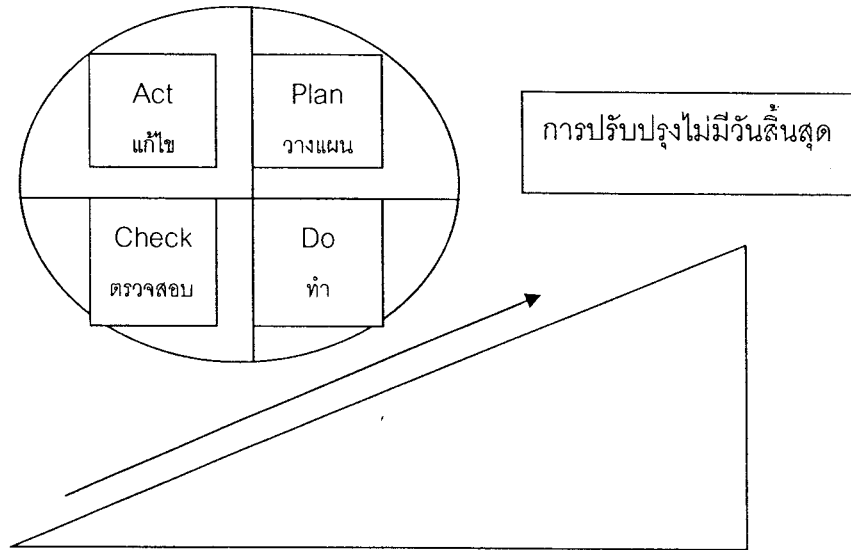 Act
แก้ไข
Plan
วางแผน
การปรับปรุงไม่มีวันสิ้นสุด
Check
ตรวจสอบ
Do
ทำ